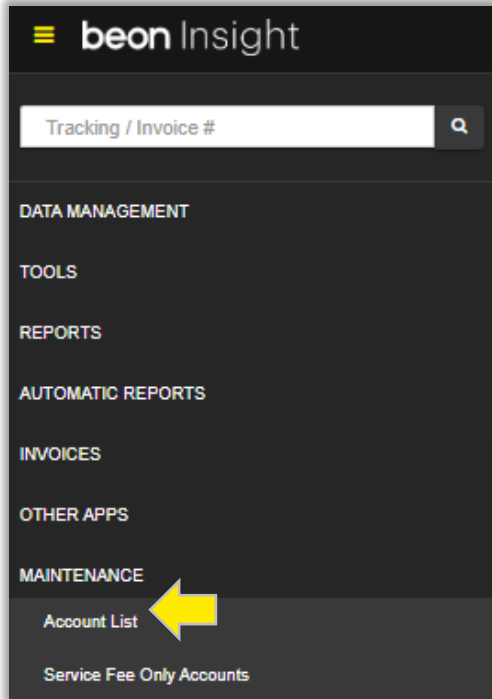 beon Insight
Tracking / Invoice #
DATA MANAGEMENT
TOOLS
REPORTS
AUTOMATIC REPORTS
INVOICES
OTHER APPS
MAINTENANCE
Account List
Service Fee Only Accounts